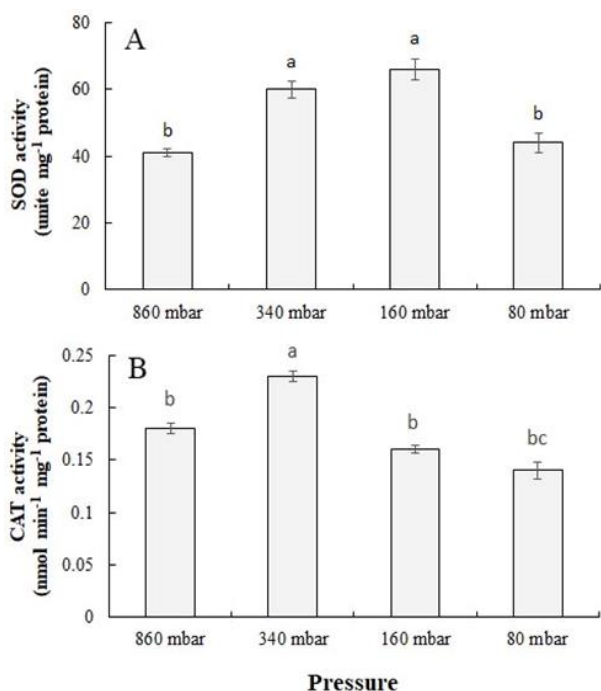 A
SOD activity
(unite mg⁻¹ protein)
80
60
40
20
0
b
a
a
b
860 mbar
340 mbar
160 mbar
80 mbar
B
CAT activity
(nmol min⁻¹ mg⁻¹ protein)
0.25
0.2
0.15
0.1
0.05
0
b
a
b
bc
860 mbar
340 mbar
160 mbar
80 mbar
Pressure